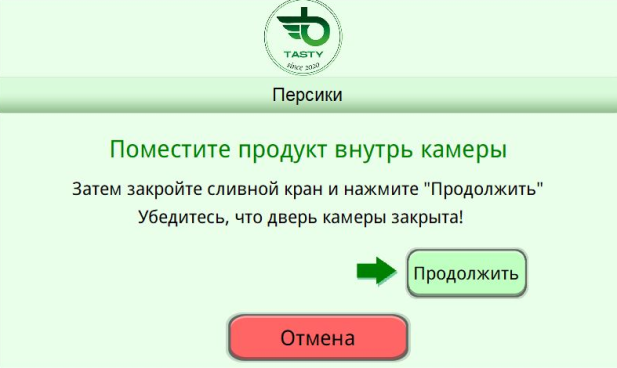 TASTY
since 2020
Персики
Поместите продукт внутрь камеры
Затем закройте сливной кран и нажмите "Продолжить"
Убедитесь, что дверь камеры закрыта!
Продолжить
Отмена